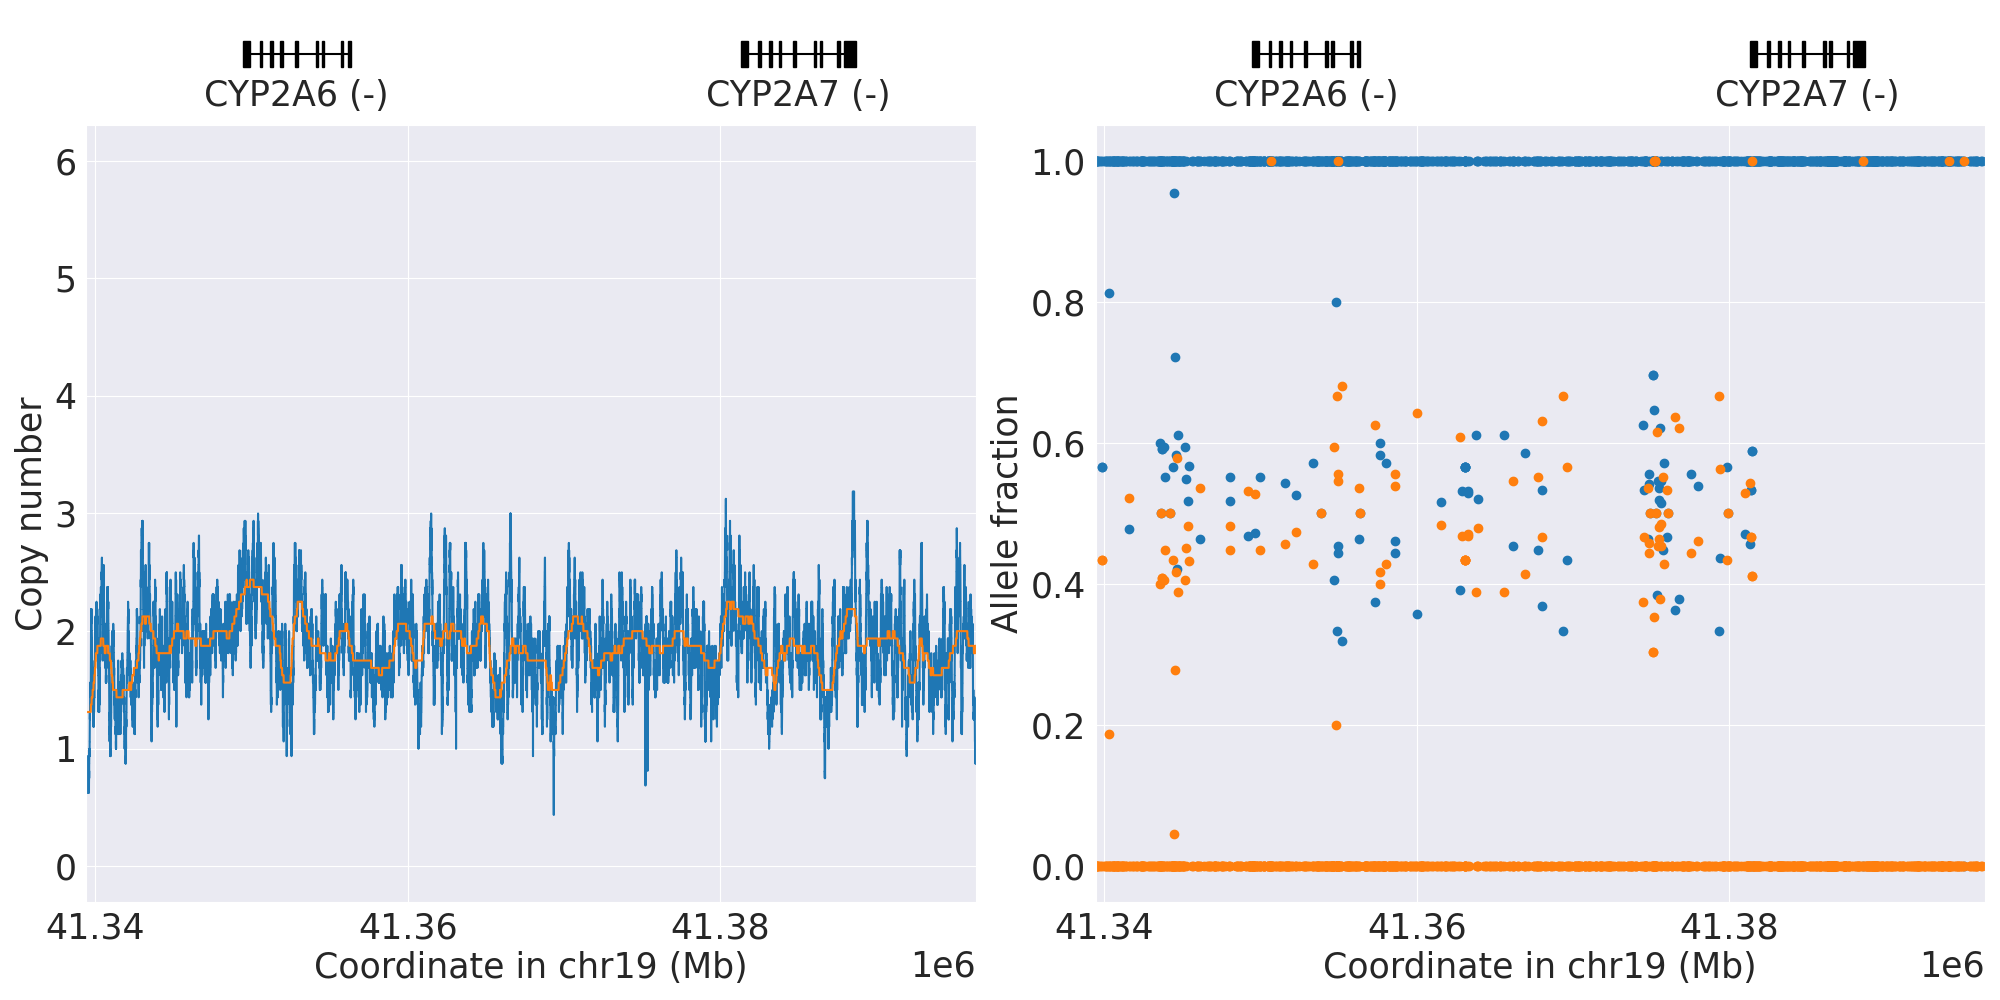 CYP2A6 (-)
CYP2A7 (-)
CYP2A6 (-)
CYP2A7 (-)
6
5
4
3
2
1
0
Copy number
41.34
41.36
41.38
Coordinate in chr19 (Mb)
1e6
1.0
0.8
0.6
0.4
0.2
0.0
Allele fraction
41.34
41.36
41.38
Coordinate in chr19 (Mb)
1e6